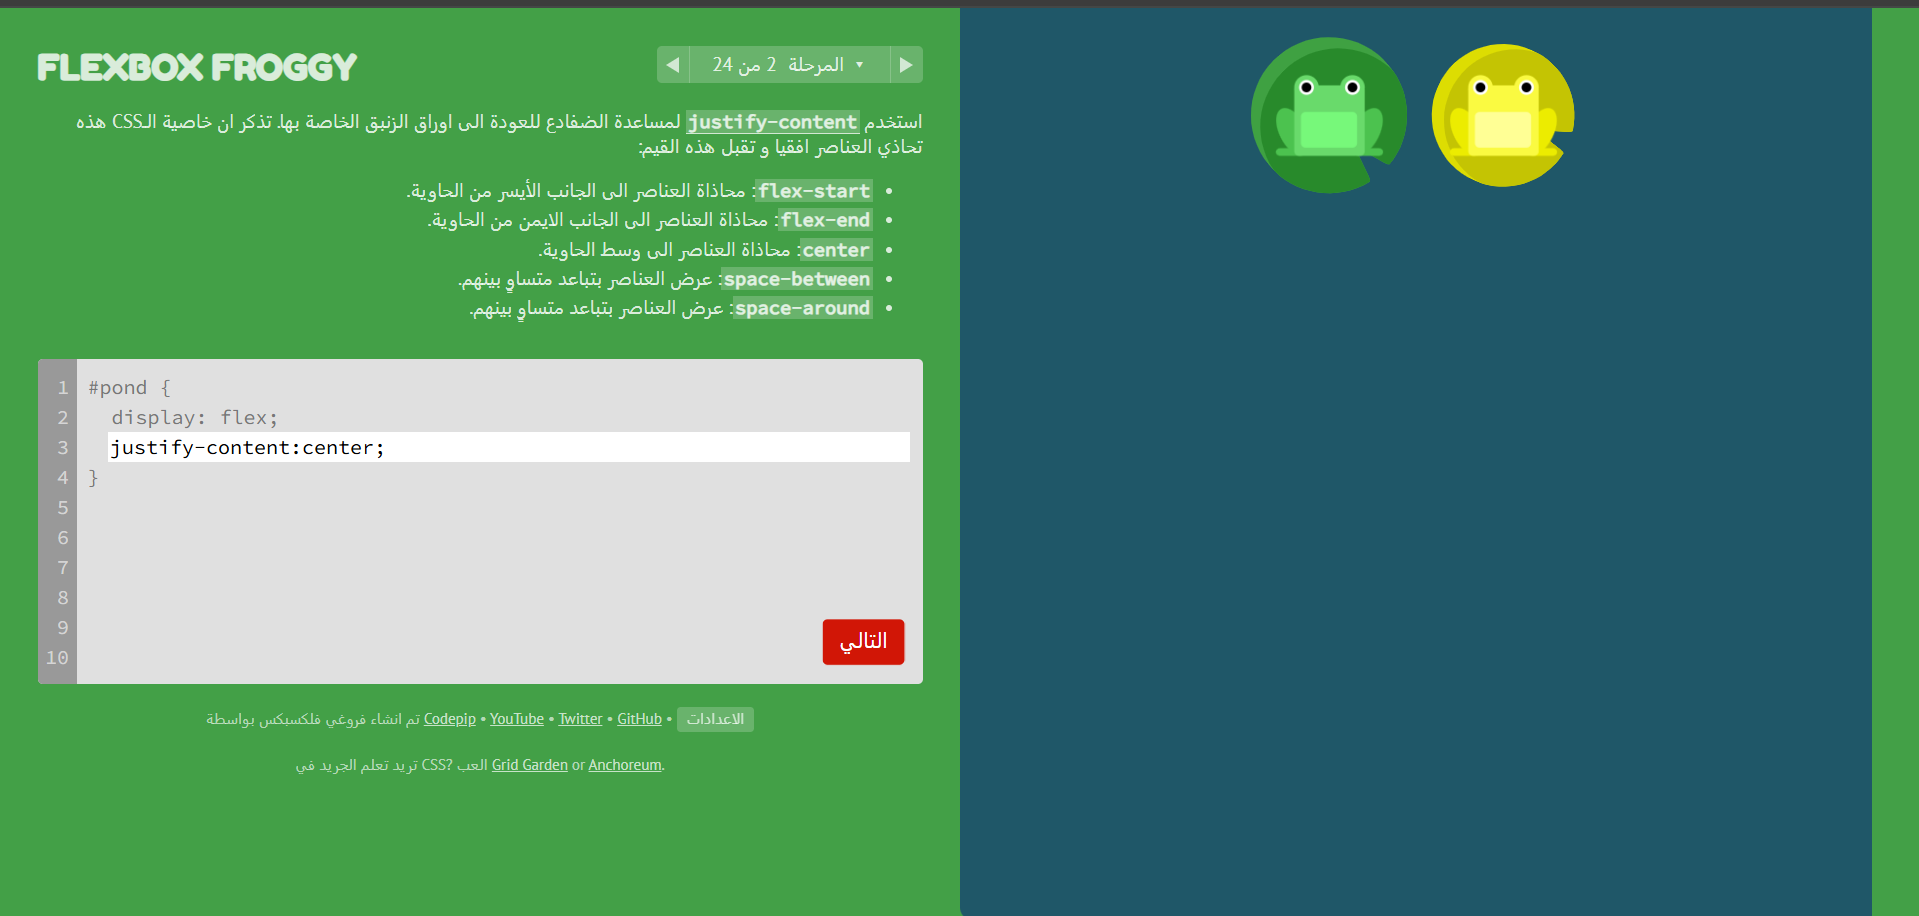 FLEXBOX FROGGY
◀ المرحلة 2 من 24 ▼ ▶
استخدم justify-content لمساعدة الضفادع للعودة الى اوراق الزنبق الخاصة بها. تذكر ان خاصية الـCSS هذه
تحاذي العناصر افقيا و تقبل هذه القيم:
• flex-start: محاذاة العناصر الى الجانب الأيسر من الحاوية.
• flex-end: محاذاة العناصر الى الجانب الايمن من الحاوية.
• center: محاذاة العناصر الى وسط الحاوية.
• space-between: عرض العناصر بتباعد متساوٍ بينهم.
• space-around: عرض العناصر بتباعد متساوٍ بينهم.
1 #pond {
2 display: flex;
3 justify-content:center;
4 }
5
6
7
8
9
10
التالي
تم انشاء فروغي فلكسبكس بواسطة Codepip • YouTube • Twitter • GitHub • الاعدادات
تريد تعلم الجريد في CSS? العب Grid Garden or Anchoreum.